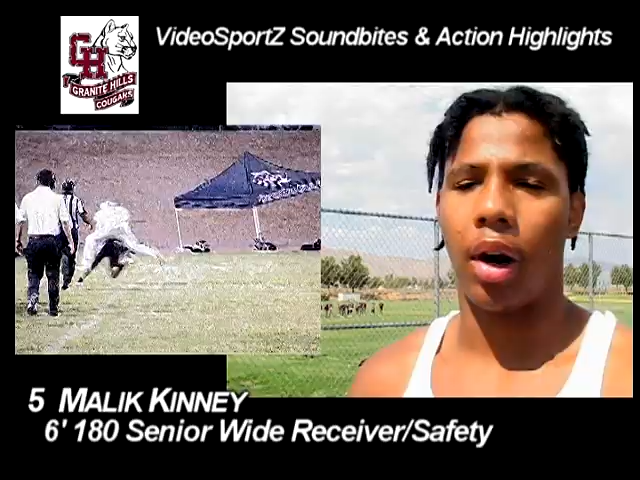 VideoSportZ Soundbites & Action Highlights
GH
GRANITE HILLS
COUGARS
5 MALIK KINNEY
6' 180 Senior Wide Receiver/Safety